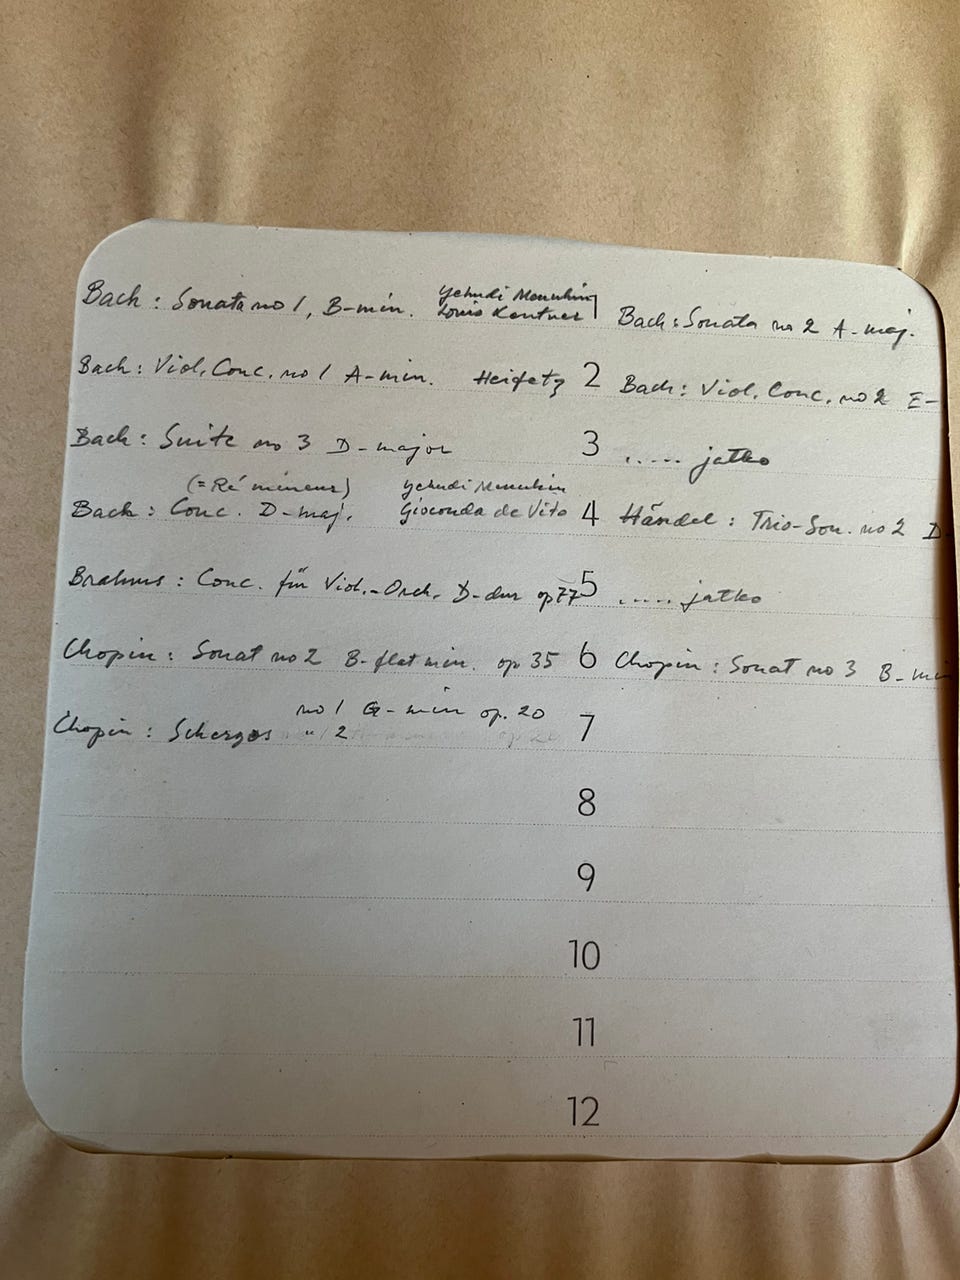 Yehudi Menuhin
Bach : Sonata no 1, B-min. Louis Kentner 1 Bach : Sonata no 2 A-maj.
Bach : Viol. Conc. no 1 A-min. Heifetz 2 Bach : Viol. Conc. no 2 E-
Bach : Suite no 3 D-major 3 ..... jatko
(= Ré mineur) Yehudi Menuhin
Bach : Conc. D-maj. Gioconda de Vito 4 Händel : Trio-Son. no 2 D-
Brahms : Conc. für Viol.-Orch. D-dur op 77 5 ..... jatko
Chopin : Sonat no 2 B-flat min. op 35 6 Chopin : Sonat no 3 B-min
no 1 G-min op. 20
Chopin : Scherzos " 2 7
8
9
10
11
12